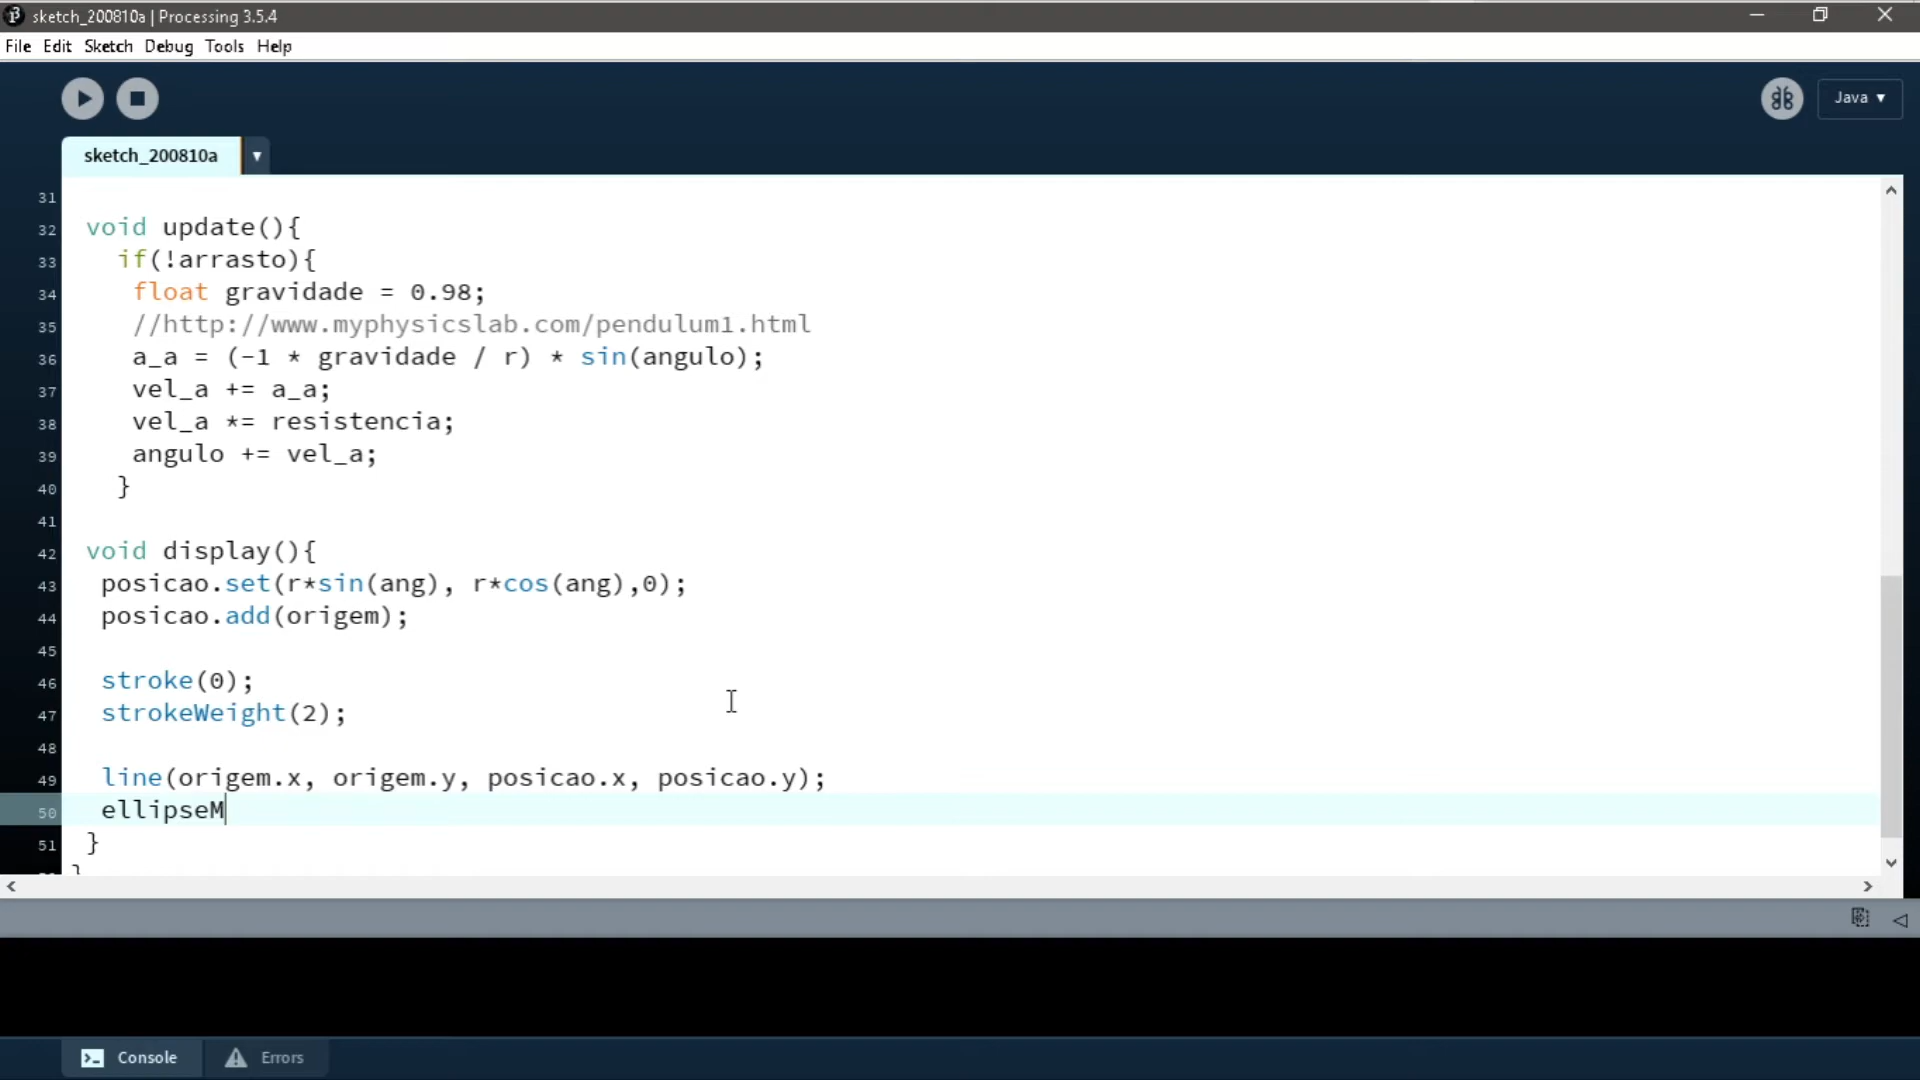 sketch_200810a | Processing 3.5.4
File Edit Sketch Debug Tools Help
Java ▾
sketch_200810a ▾
31
32 void update(){
33 if(!arrasto){
34 float gravidade = 0.98;
35 //http://www.myphysicslab.com/pendulum1.html
36 a_a = (-1 * gravidade / r) * sin(angulo);
37 vel_a += a_a;
38 vel_a *= resistencia;
39 angulo += vel_a;
40 }
41
42 void display(){
43 posicao.set(r*sin(ang), r*cos(ang),0);
44 posicao.add(origem);
45
46 stroke(0);
47 strokeWeight(2);
48
49 line(origem.x, origem.y, posicao.x, posicao.y);
50 ellipseM
51 }
}
Console Errors